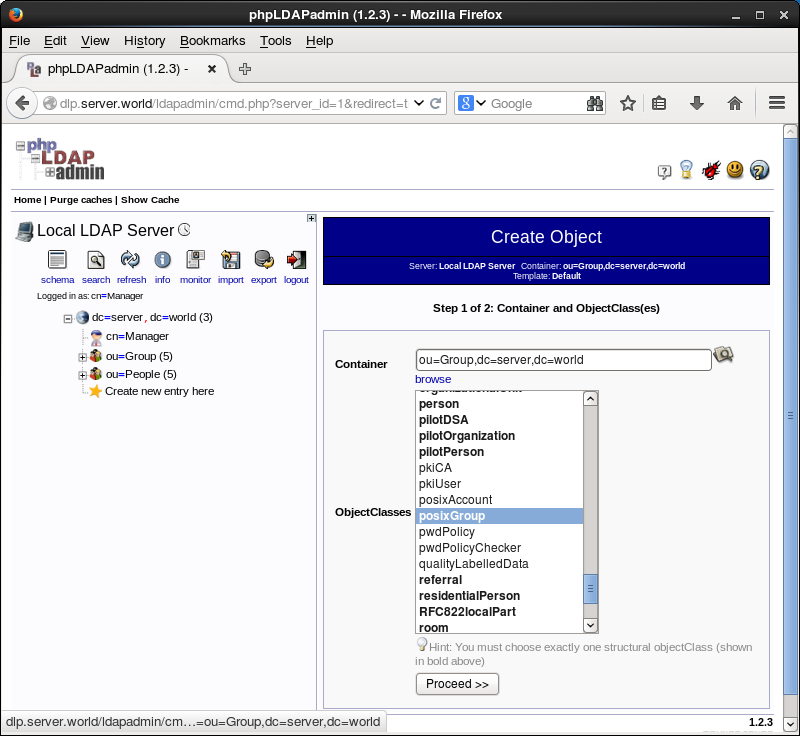 phpLDAPadmin (1.2.3) - - Mozilla Firefox
File Edit View History Bookmarks Tools Help
phpLDAPadmin (1.2.3) -
dlp.server.world/ldapadmin/cmd.php?server_id=1&redirect=t
Google
php
LDAP
admin
Home | Purge caches | Show Cache
Local LDAP Server
schema search refresh info monitor import export logout
Logged in as: cn=Manager
dc=server, dc=world (3)
cn=Manager
ou=Group (5)
ou=People (5)
Create new entry here
Create Object
Server: Local LDAP Server Container: ou=Group,dc=server,dc=world
Template: Default
Step 1 of 2: Container and ObjectClass(es)
Container
ou=Group,dc=server,dc=world
browse
ObjectClasses
person
pilotDSA
pilotOrganization
pilotPerson
pkiCA
pkiUser
posixAccount
posixGroup
pwdPolicy
pwdPolicyChecker
qualityLabelledData
referral
residentialPerson
RFC822localPart
room
Hint: You must choose exactly one structural objectClass (shown
in bold above)
Proceed >>
dlp.server.world/ldapadmin/cm…=ou=Group,dc=server,dc=world
1.2.3